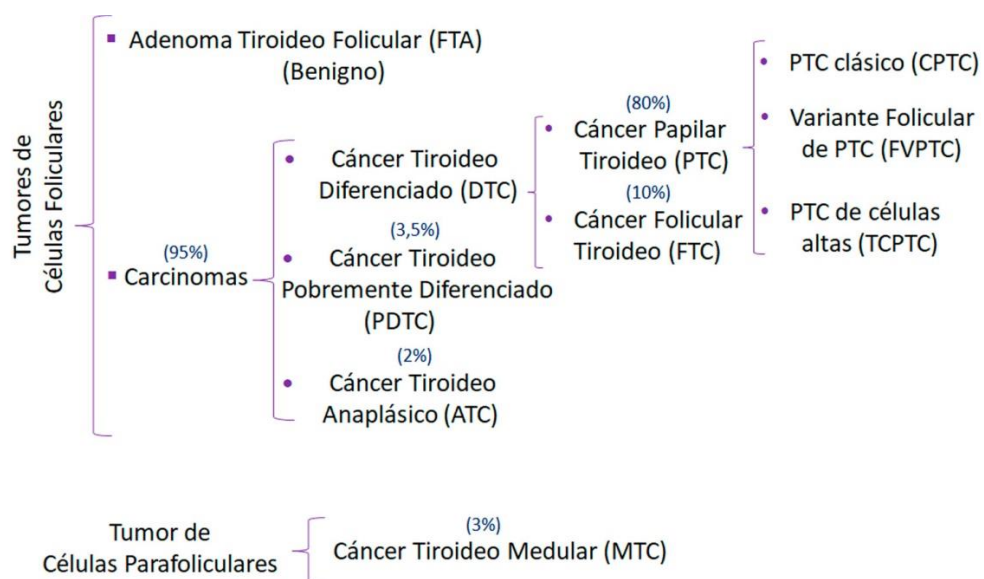 Tumores de
Células Foliculares
Adenoma Tiroideo Folicular (FTA)
(Benigno)
(95%)
Carcinomas
Cáncer Tiroideo
Diferenciado (DTC)
(3,5%)
Cáncer Tiroideo
Pobremente Diferenciado
(PDTC)
(2%)
Cáncer Tiroideo
Anaplásico (ATC)
(80%)
Cáncer Papilar
Tiroideo (PTC)
(10%)
Cáncer Folicular
Tiroideo (FTC)
PTC clásico (CPTC)
Variante Folicular
de PTC (FVPTC)
PTC de células
altas (TCPTC)
Tumor de
Células Parafoliculares
(3%)
Cáncer Tiroideo Medular (MTC)